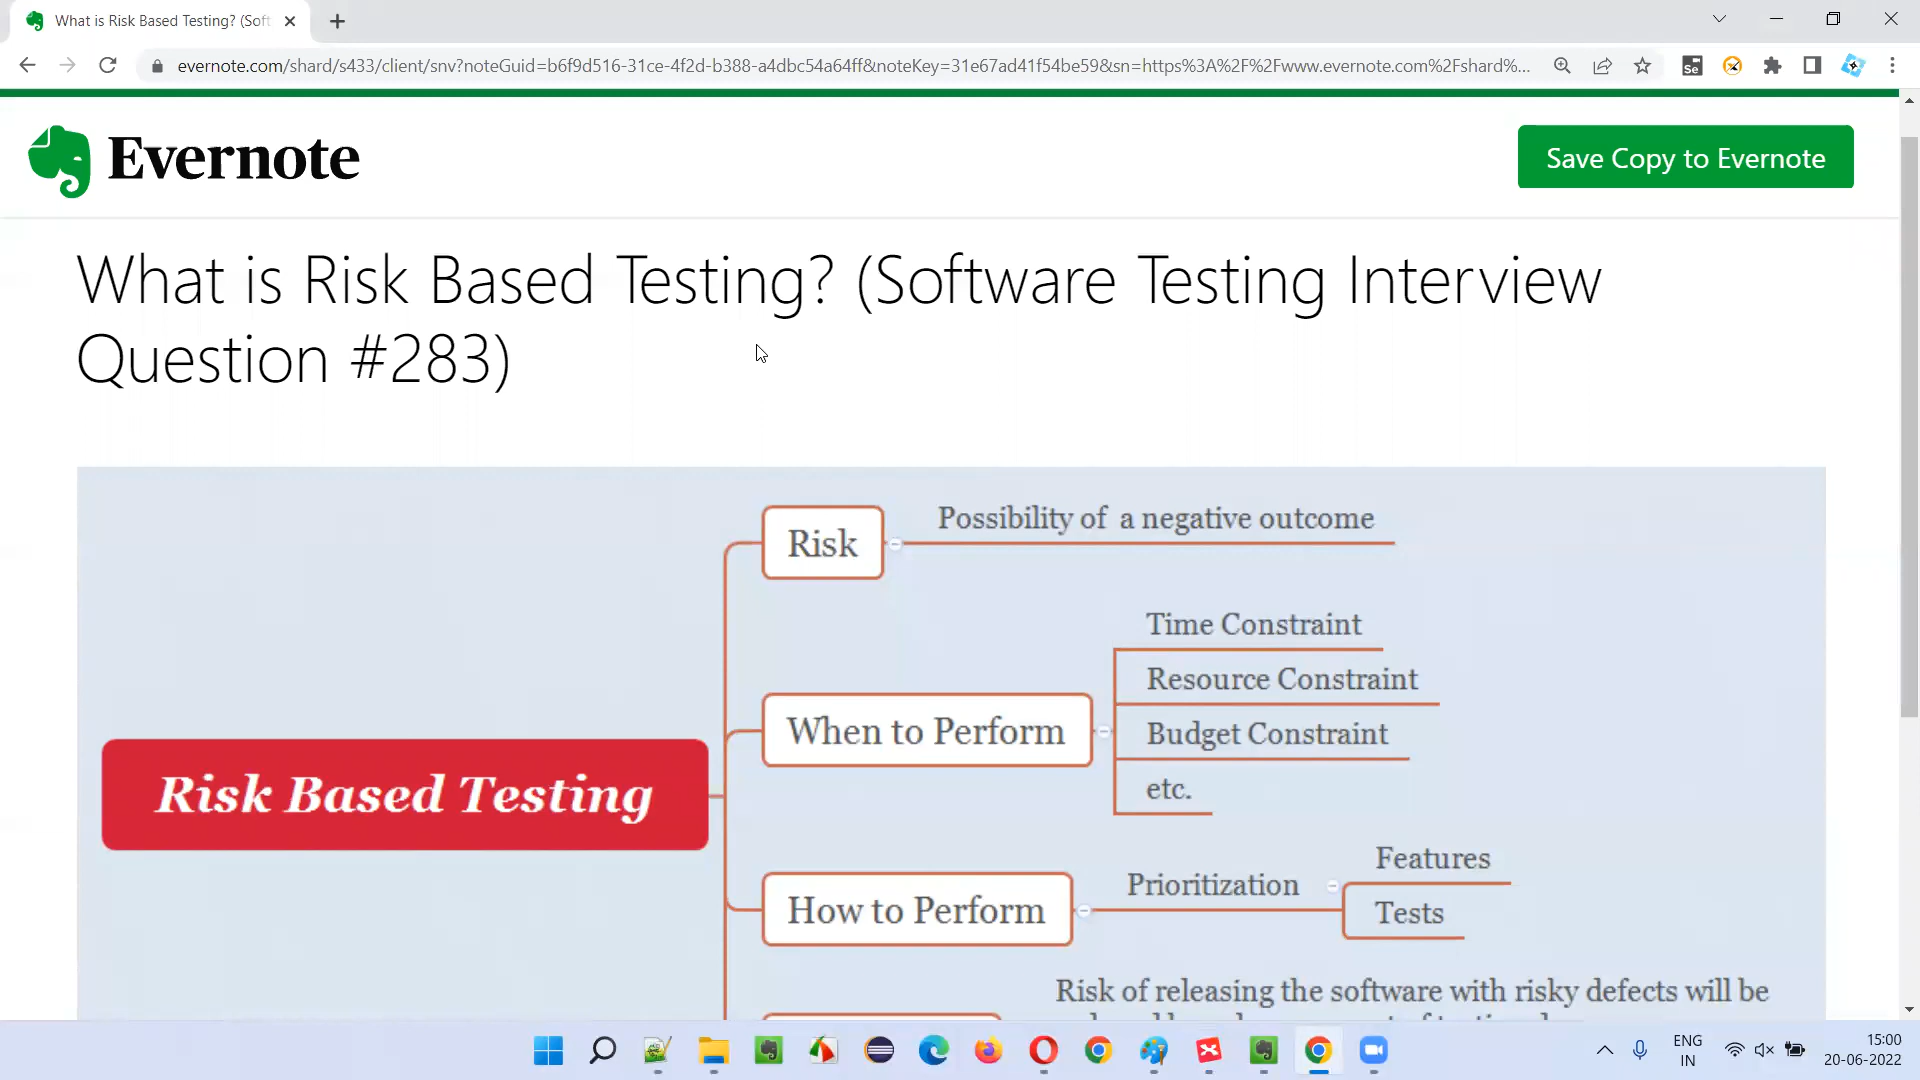 What is Risk Based Testing? (Soft
evernote.com/shard/s433/client/snv?noteGuid=b6f9d516-31ce-4f2d-b388-a4dbc54a64ff&noteKey=31e67ad41f54be59&sn=https%3A%2F%2Fwww.evernote.com%2Fshard%...
Se
Evernote
Save Copy to Evernote
What is Risk Based Testing? (Software Testing Interview
Question #283)
Risk
Possibility of a negative outcome
Time Constraint
Resource Constraint
When to Perform
Budget Constraint
etc.
Risk Based Testing
Features
Prioritization
How to Perform
Tests
Risk of releasing the software with risky defects will be
ENG
IN
15:00
20-06-2022